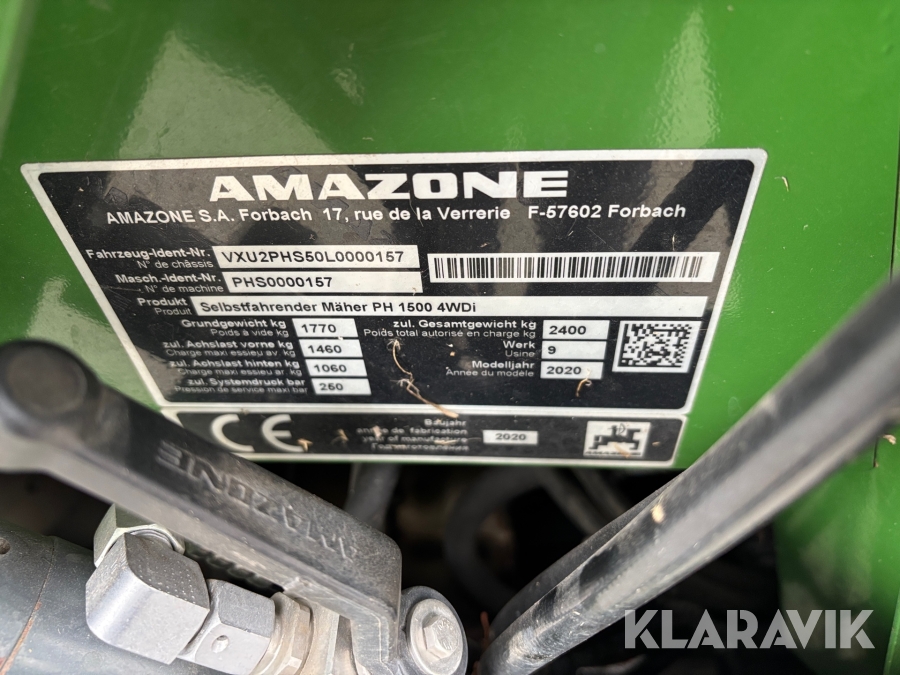 AMAZONE
AMAZONE S.A. Forbach 17, rue de la Verrerie F-57602 Forbach
Fahrzeug-Ident-Nr. VXU2PHS50L0000157
N° de châssis
Masch.-Ident-Nr. PHS0000157
N° de machine
Produkt Selbstfahrender Mäher PH 1500 4WDi
Produit
Grundgewicht kg 1770
Poids à vide kg
zul. Achslast vorne kg 1460
Charge maxi essieu av. kg
zul. Achslast hinten kg 1060
Charge maxi essieu ar. kg
zul. Systemdruck bar 250
Pression de service maxi bar
zul. Gesamtgewicht kg 2400
Poids total autorisé en charge kg
Werk 9
Usine
Modelljahr 2020
Année du modèle
CE
Baujahr
année de fabrication 2020
year of manufacture
KLARAVIK